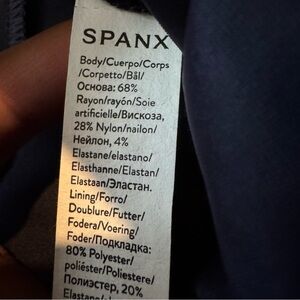 SPANX
Body/Cuerpo/Corps
/Corpetto/Bål/
Основа: 68%
Rayon/rayón/Soie
artificielle/Вискоза,
28% Nylon/nailon/
Нейлон, 4%
Elastane/elastano/
Elasthanne/Elastan/
Elastaan/Эластан.
Lining/Forro/
Doublure/Futter/
Fodera/Voering/
Foder/Подкладка:
80% Polyester/
poliéster/Poliestere/
Полиэстер, 20%
Elastane/